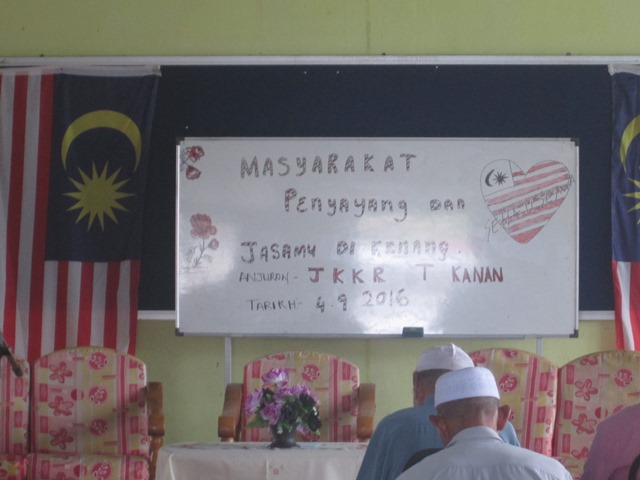 MASYARAKAT
Penyayang dan
JASAMU DI KENANG.
ANJURAN- JKKR T KANAN
TARIKH- 4.9 2016